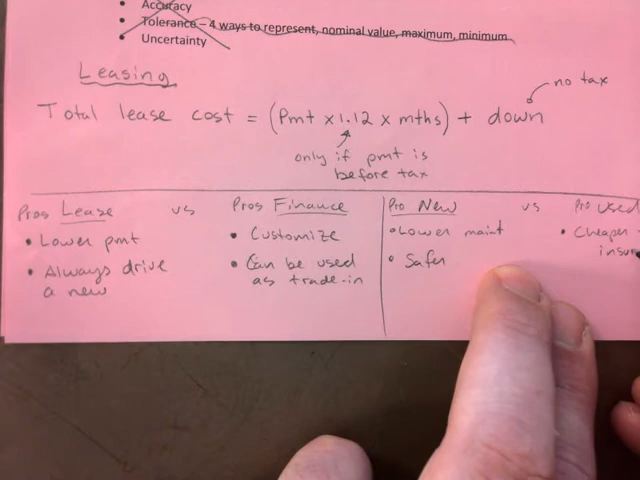 • Accuracy
• Tolerance – 4 ways to represent, nominal value, maximum, minimum
• Uncertainty
Leasing
no tax
Total lease cost = (Pmt x 1.12 x mths) + down
only if pmt is
before tax
Pros Lease vs Pros Finance Pro New vs Pro Used
• Lower pmt
• Always drive
a new
• Customize
• Can be used
as trade-in
• Lower maint
• Safer
• Cheaper
insur